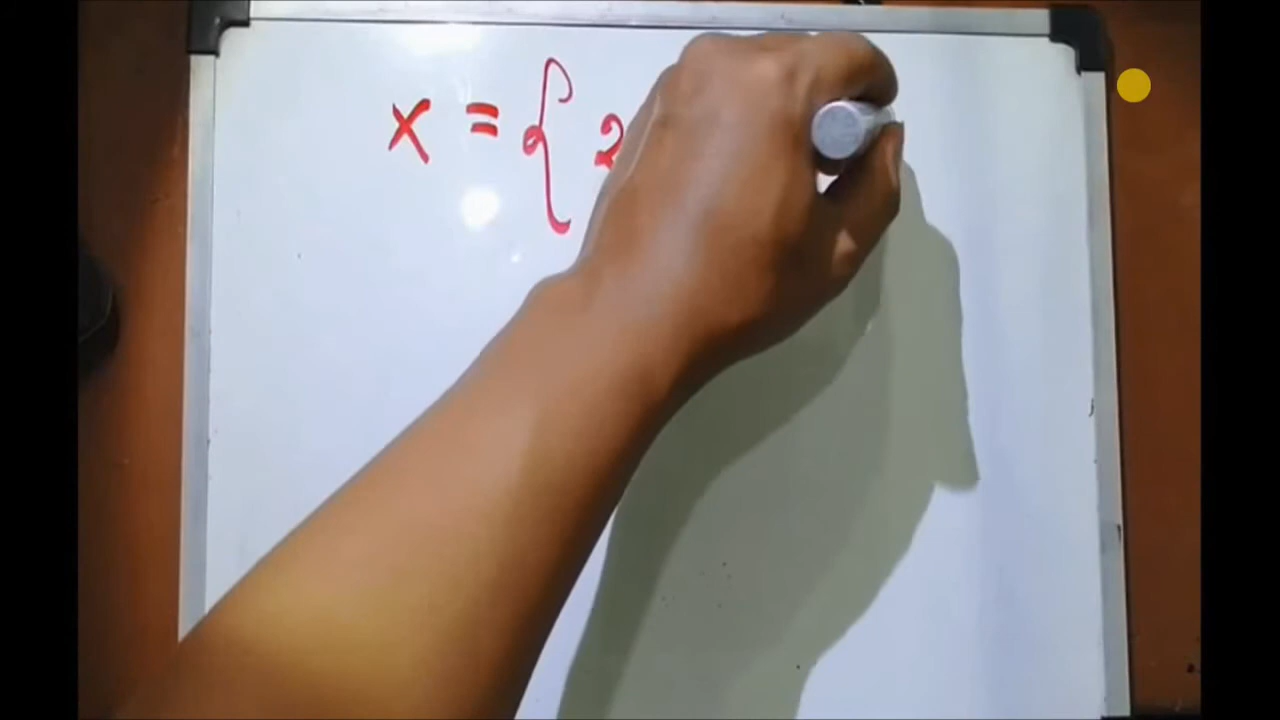 x = { 2